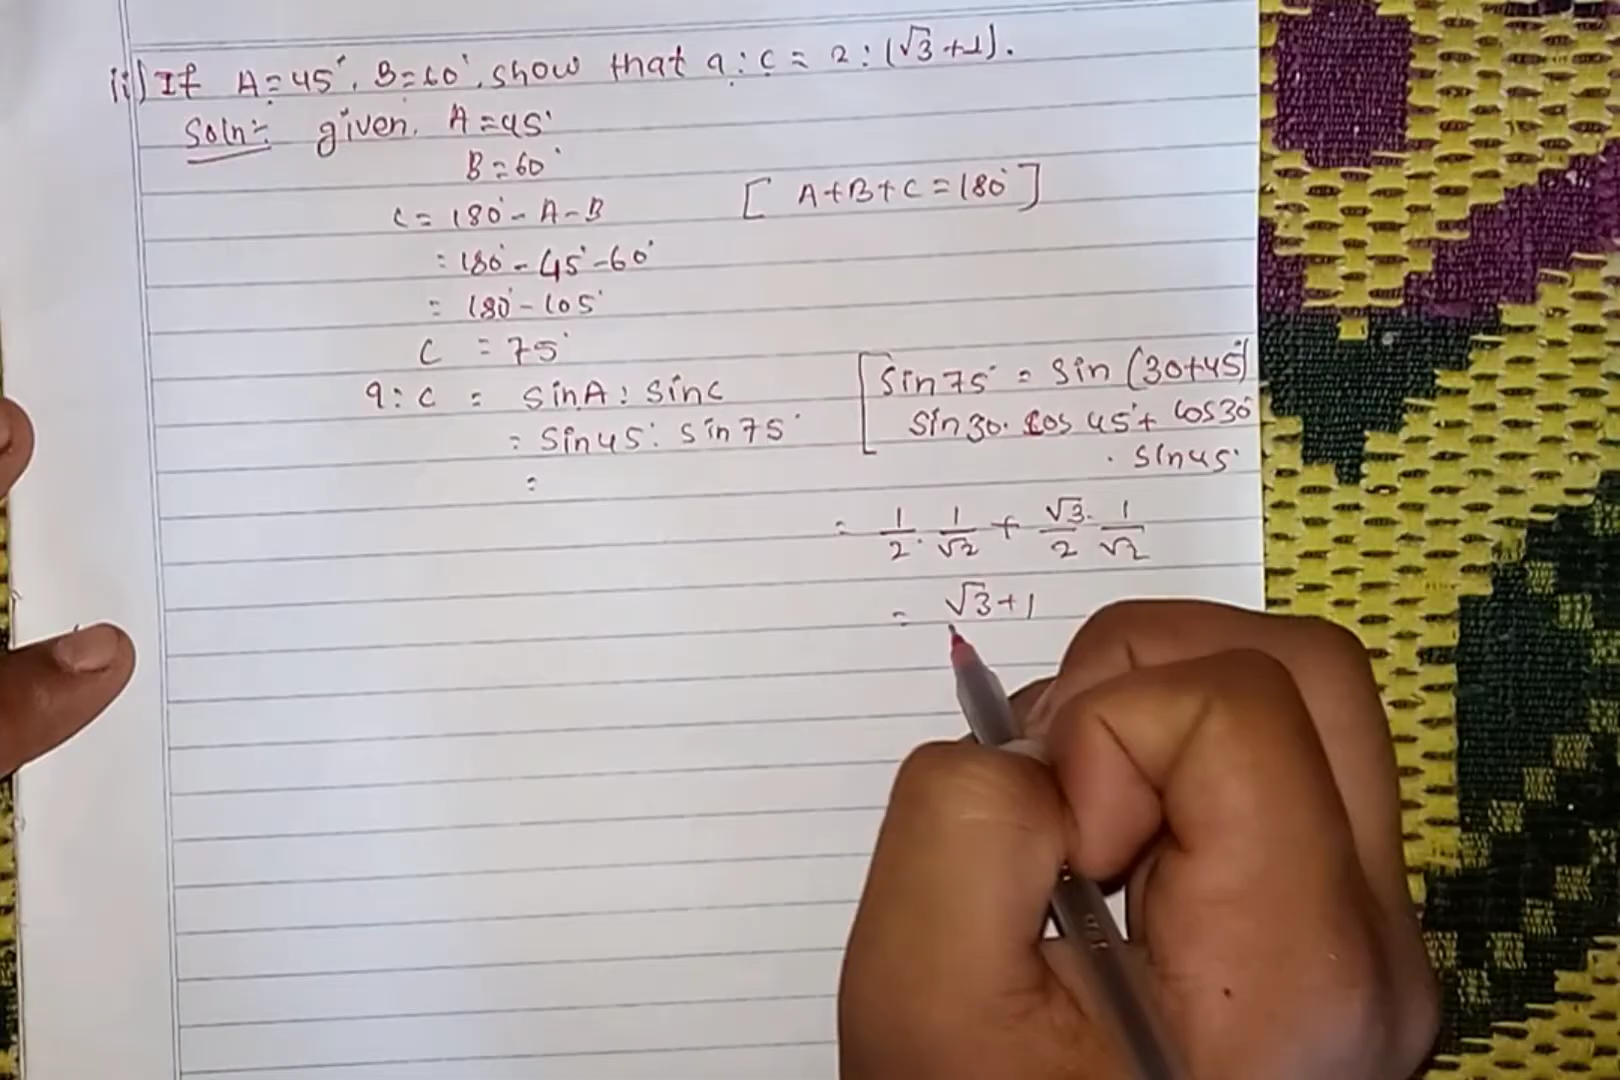 ii) If A=45°, B=60°, show that a:c = 2:(√3+1).
Soln:- given, A=45°
B=60°
C= 180°-A-B [A+B+C=180°]
= 180°-45°-60°
= 180°-105°
C = 75°
a:c = sinA : sinc
= sin45° : sin75°
=
[sin75° = sin (30+45°)
sin30. cos 45°+ cos30°
. sin45°
= 1/2 . 1/√2 + √3/2 . 1/√2
= √3+1